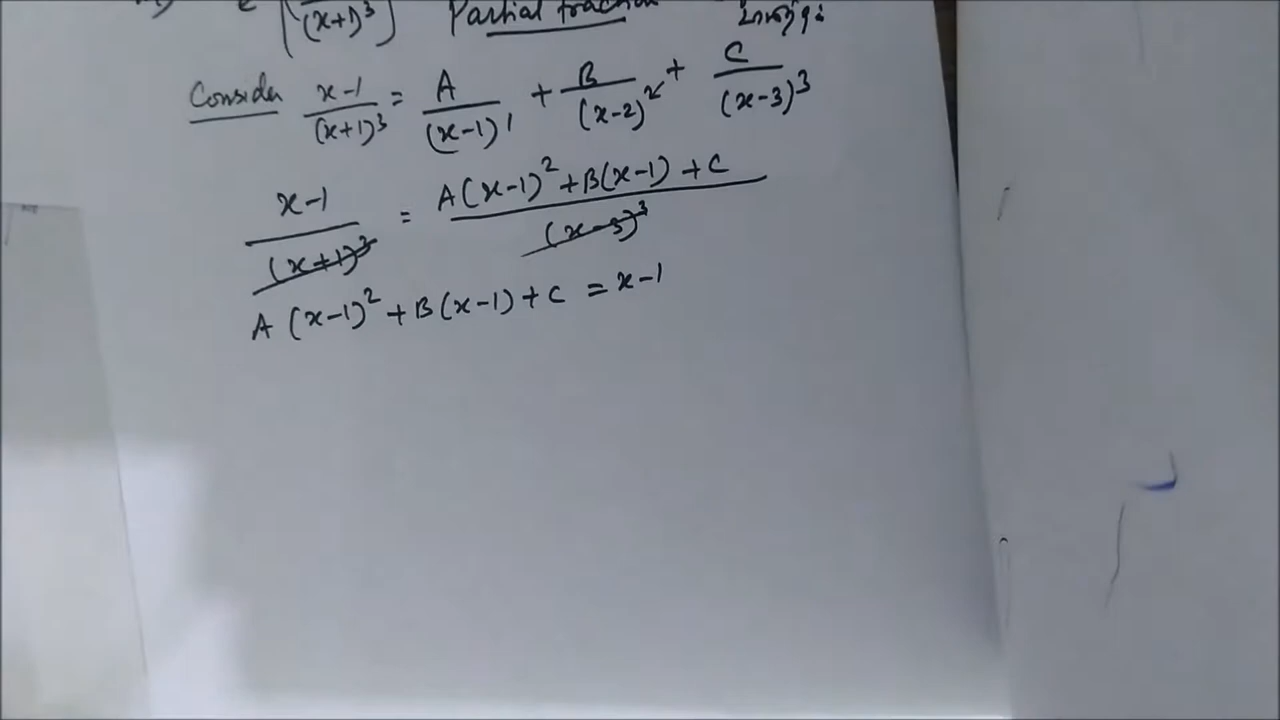 (x+1)³ Partial fraction
Consider x-1/(x+1)³ = A/(x-1)¹ + B/(x-2)² + C/(x-3)³
x-1/(x+1)³ = A(x-1)²+B(x-1)+C/(x-3)³
A(x-1)²+B(x-1)+C = x-1